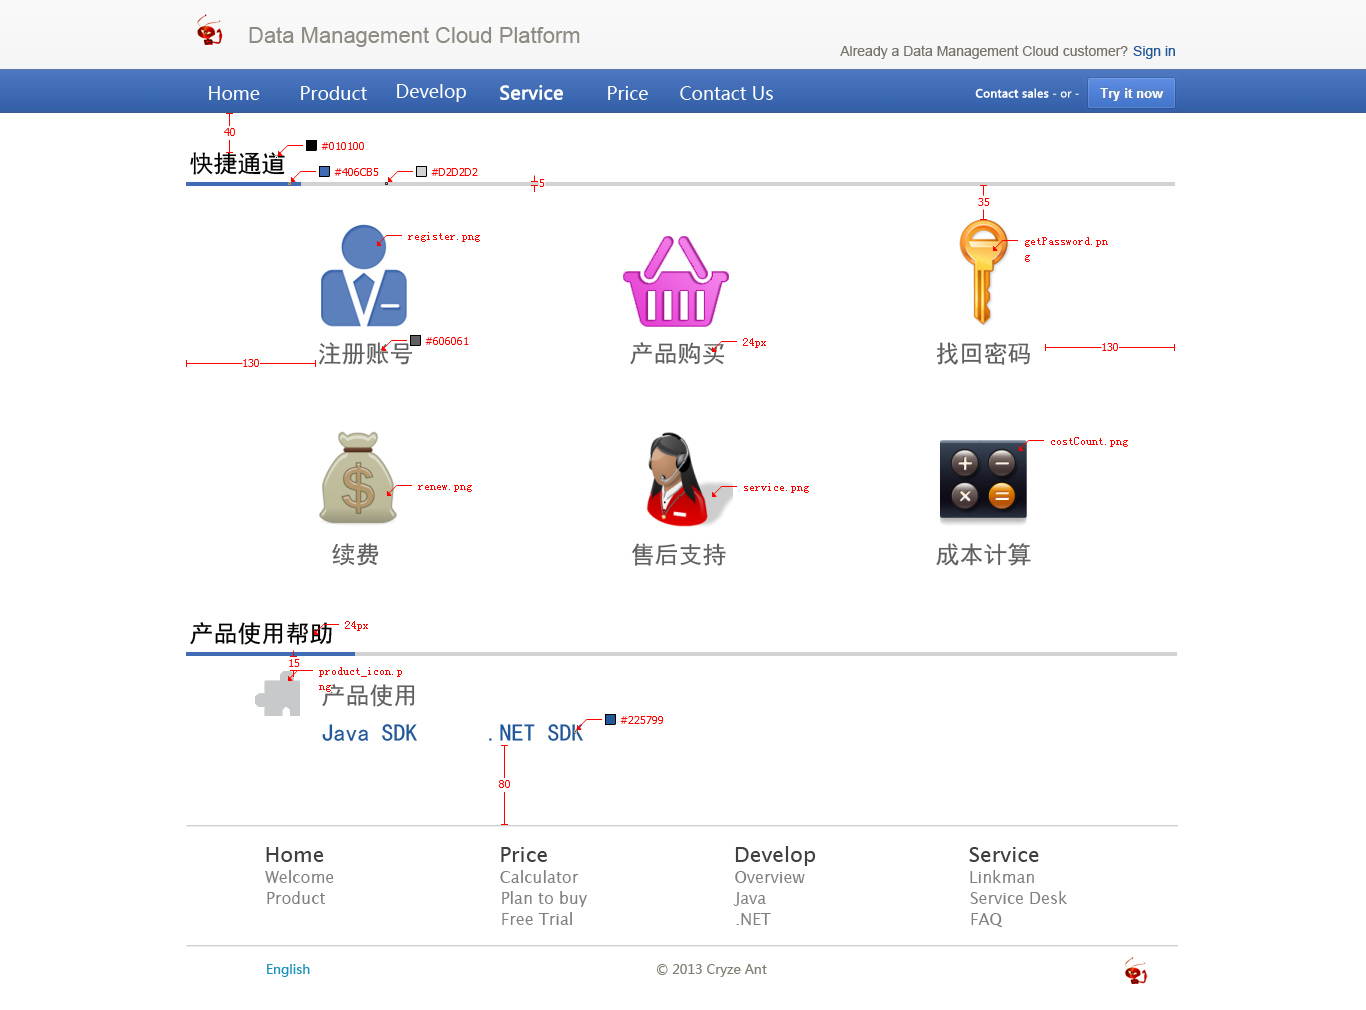 Data Management Cloud Platform
Already a Data Management Cloud customer? Sign in
Home Product Develop Service Price Contact Us Contact sales - or - Try it now
40
#010100
快捷通道
#406CB5 #D2D2D2
5
35
register.png
getPassword.pn
g
#606061
24px
注册账号 产品购买 找回密码
130 130
costCount.png
renew.png
service.png
续费 售后支持 成本计算
产品使用帮助
24px
15
product_icon.p
ng
产品使用
#225799
Java SDK .NET SDK
80
Home Price Develop Service
Welcome Calculator Overview Linkman
Product Plan to buy Java Service Desk
Free Trial .NET FAQ
English © 2013 Cryze Ant